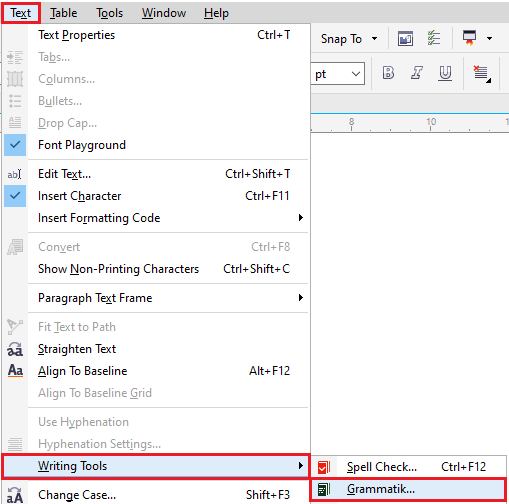 Text Table Tools Window Help
Text Properties Ctrl+T
Snap To
Tabs...
Columns...
pt B I U
Bullets...
Drop Cap...
8 10 12
Font Playground
Edit Text... Ctrl+Shift+T
Insert Character Ctrl+F11
Insert Formatting Code
Convert Ctrl+F8
Show Non-Printing Characters Ctrl+Shift+C
Paragraph Text Frame
Fit Text to Path
Straighten Text
Align To Baseline Alt+F12
Align To Baseline Grid
Use Hyphenation
Hyphenation Settings...
Writing Tools
Spell Check... Ctrl+F12
Grammatik...
Change Case... Shift+F3